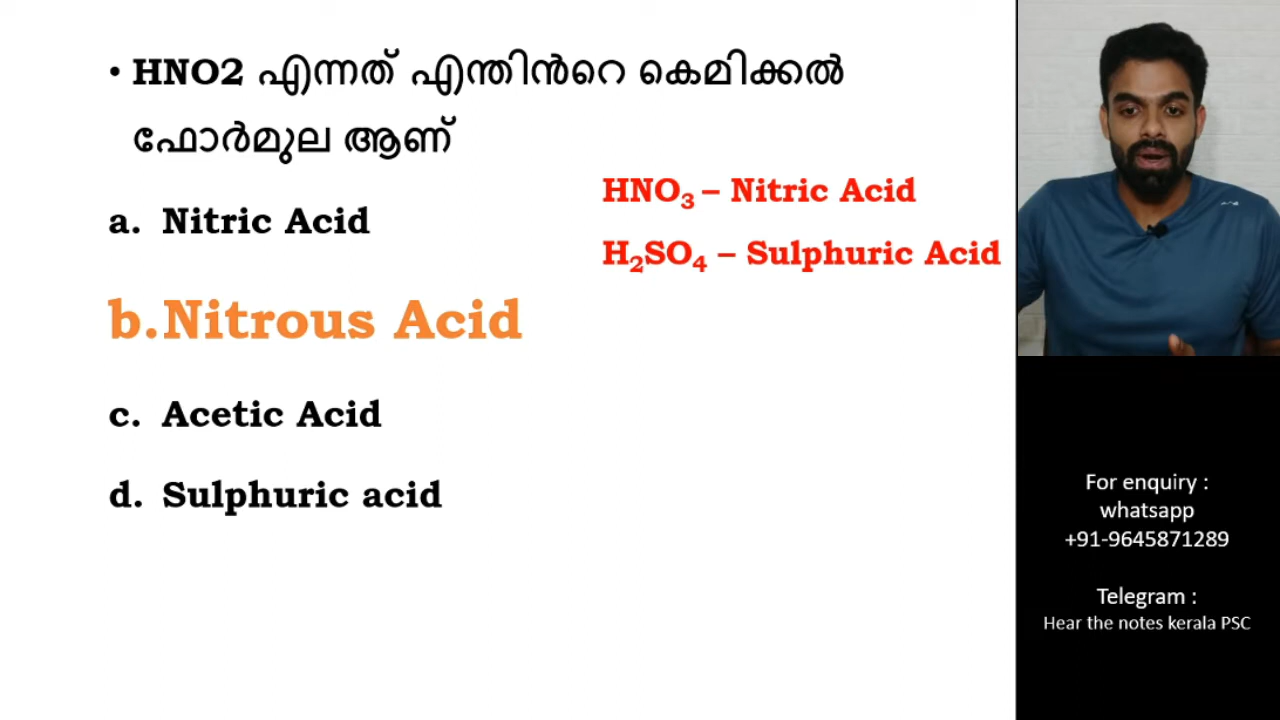 • HNO2 എന്നത് എന്തിൻറെ കെമിക്കൽ
ഫോർമുല ആണ്
a. Nitric Acid
b.Nitrous Acid
c. Acetic Acid
d. Sulphuric acid
HNO₃ – Nitric Acid
H₂SO₄ – Sulphuric Acid
For enquiry :
whatsapp
+91-9645871289
Telegram :
Hear the notes kerala PSC